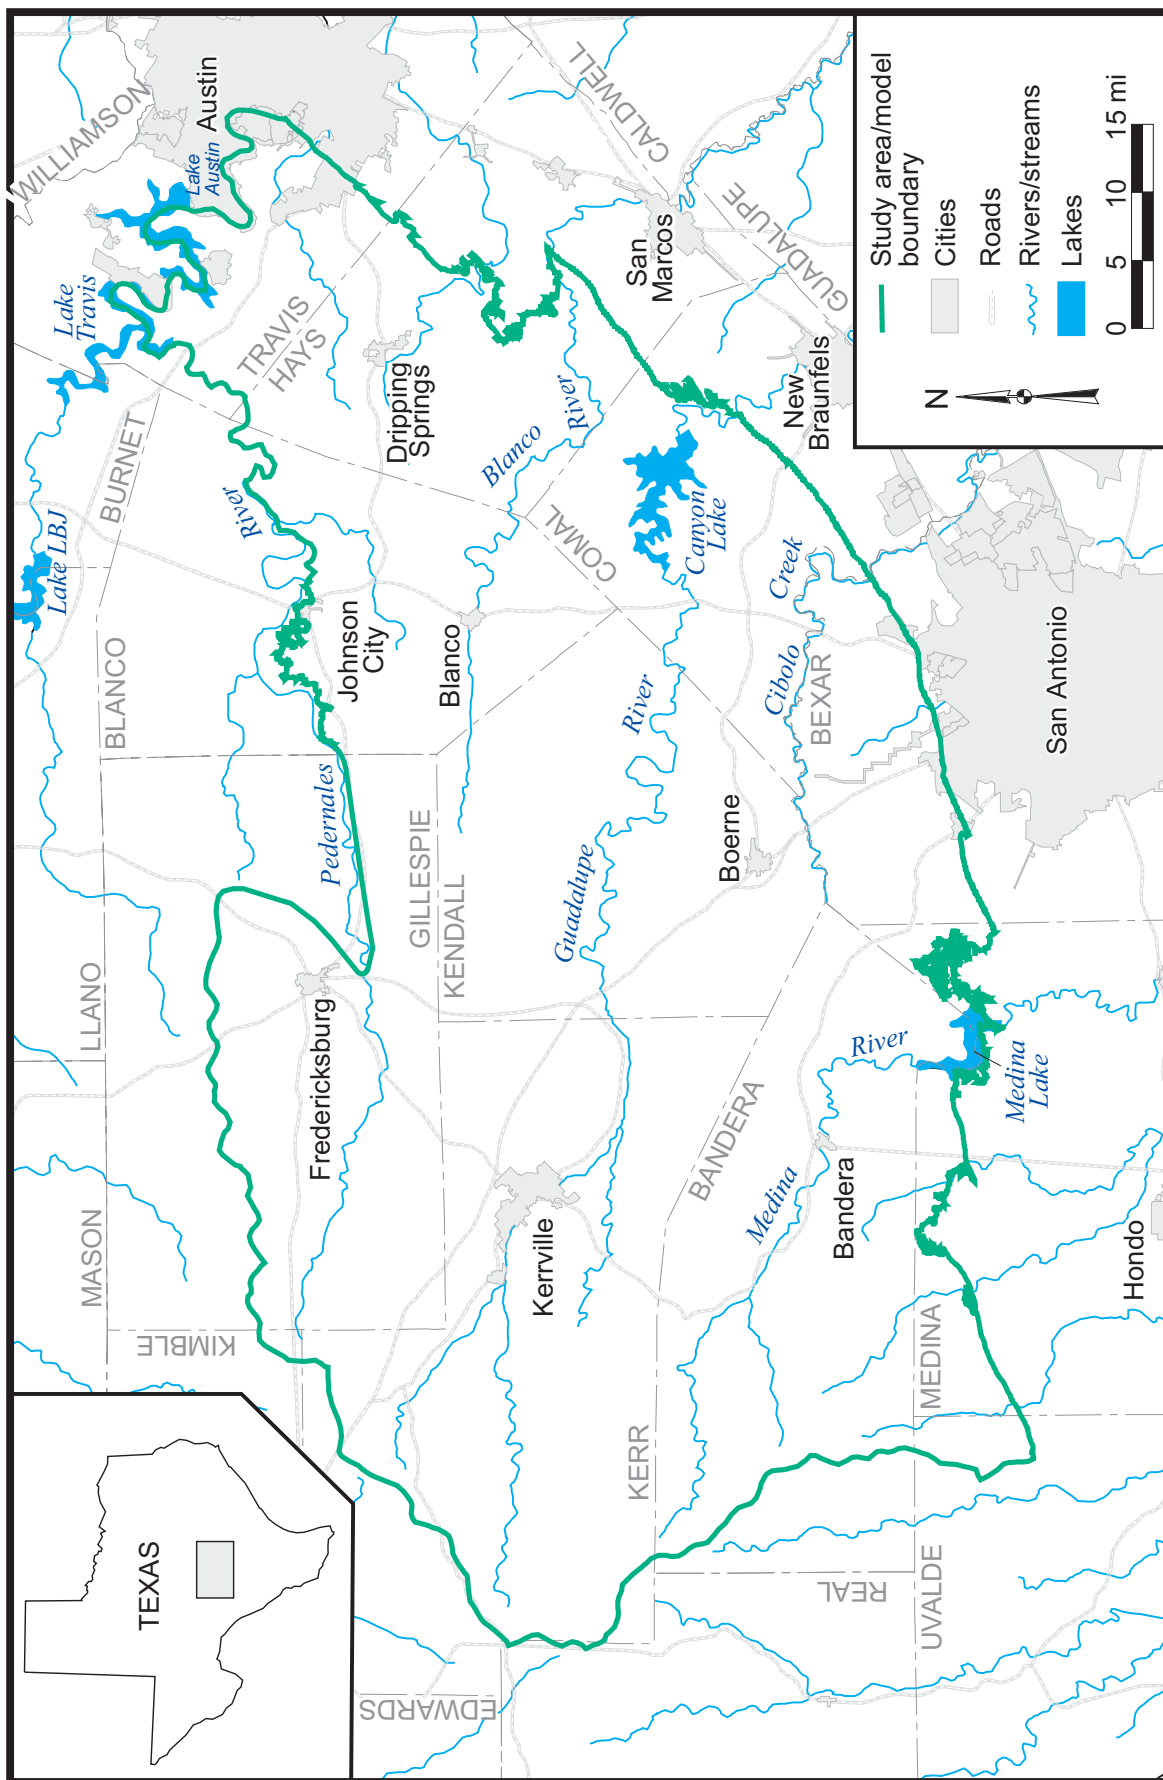 TEXAS
EDWARDS
REAL
UVALDE
KERR
KIMBLE
MASON
LLANO
MEDINA
BANDERA
GILLESPIE
KENDALL
BLANCO
BURNET
TRAVIS
HAYS
COMAL
BEXAR
WILLIAMSON
CALDWELL
GUADALUPE
Lake LBJ
Lake
Travis
Lake
Austin
Austin
Fredericksburg
Pedernales
River
Johnson
City
Dripping
Springs
Kerrville
Blanco
Blanco
River
San
Marcos
Guadalupe
River
Canyon
Lake
New
Braunfels
Boerne
Cibolo
Creek
Medina
River
Bandera
Medina
Lake
Hondo
San Antonio
Study area/model
boundary
Cities
Roads
Rivers/streams
Lakes
N
0 5 10 15 mi